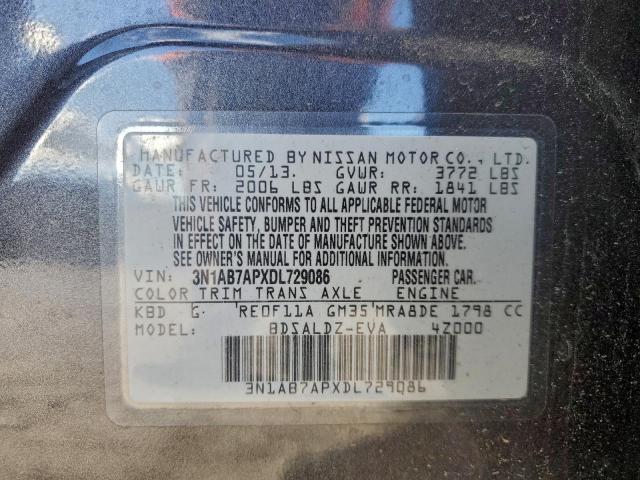 MANUFACTURED BY NISSAN MOTOR CO., LTD.
DATE: 05/13. GVWR: 3772 LBS
GAWR FR: 2006 LBS GAWR RR: 1841 LBS
THIS VEHICLE CONFORMS TO ALL APPLICABLE FEDERAL MOTOR
VEHICLE SAFETY, BUMPER AND THEFT PREVENTION STANDARDS
IN EFFECT ON THE DATE OF MANUFACTURE SHOWN ABOVE.
SEE OWNER'S MANUAL FOR ADDITIONAL INFORMATION.
VIN: 3N1AB7APXDL729086 PASSENGER CAR.
COLOR TRIM TRANS AXLE ENGINE
KBD G RE0F11A GM35 MRA8DE 1798 CC
MODEL: BDSALDZ-EVA 4Z000
3N1AB7APXDL729086